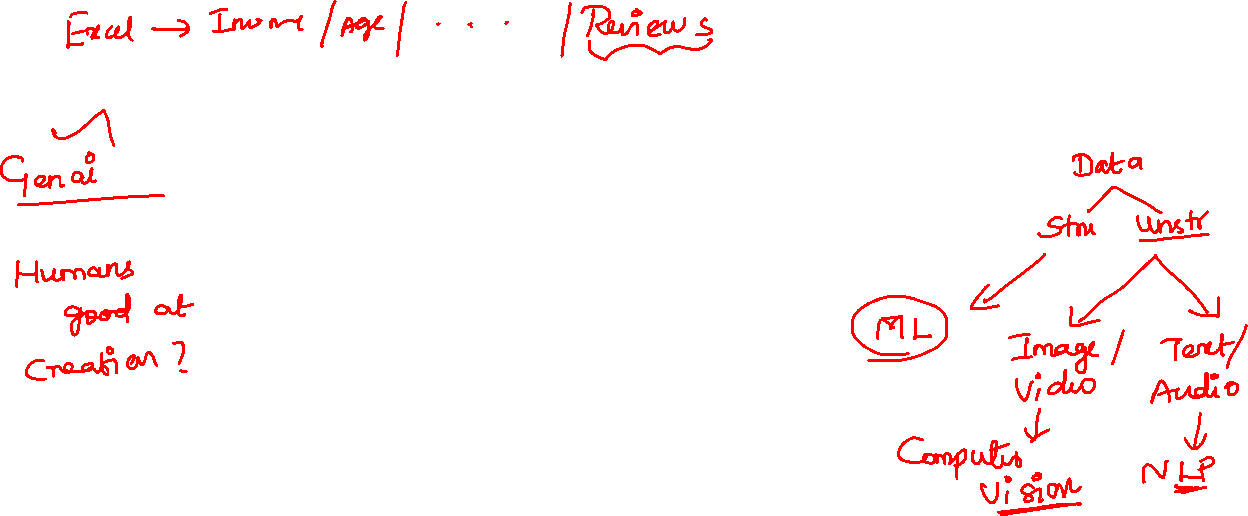 Excel → Income / Age / . . . . / Reviews
Genai
Humans
good at
Creation?
Data
Stru Unstr
ML
Image/ Text/
Video Audio
Computer NLP
Vision